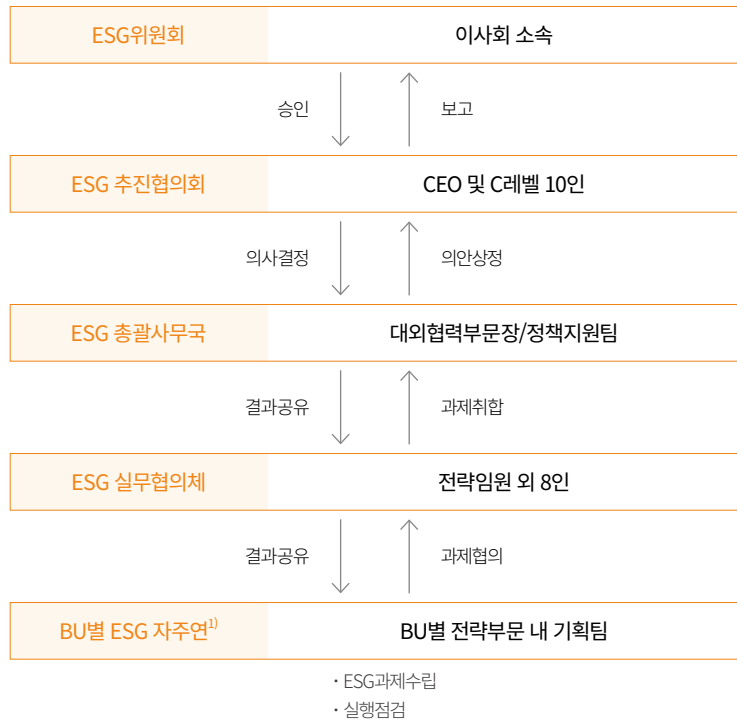 ESG위원회 이사회 소속
승인 보고
ESG 추진협의회 CEO 및 C레벨 10인
의사결정 의안상정
ESG 총괄사무국 대외협력부문장/정책지원팀
결과공유 과제취합
ESG 실무협의체 전략임원 외 8인
결과공유 과제협의
BU별 ESG 자주연1) BU별 전략부문 내 기획팀
· ESG과제수립
· 실행점검